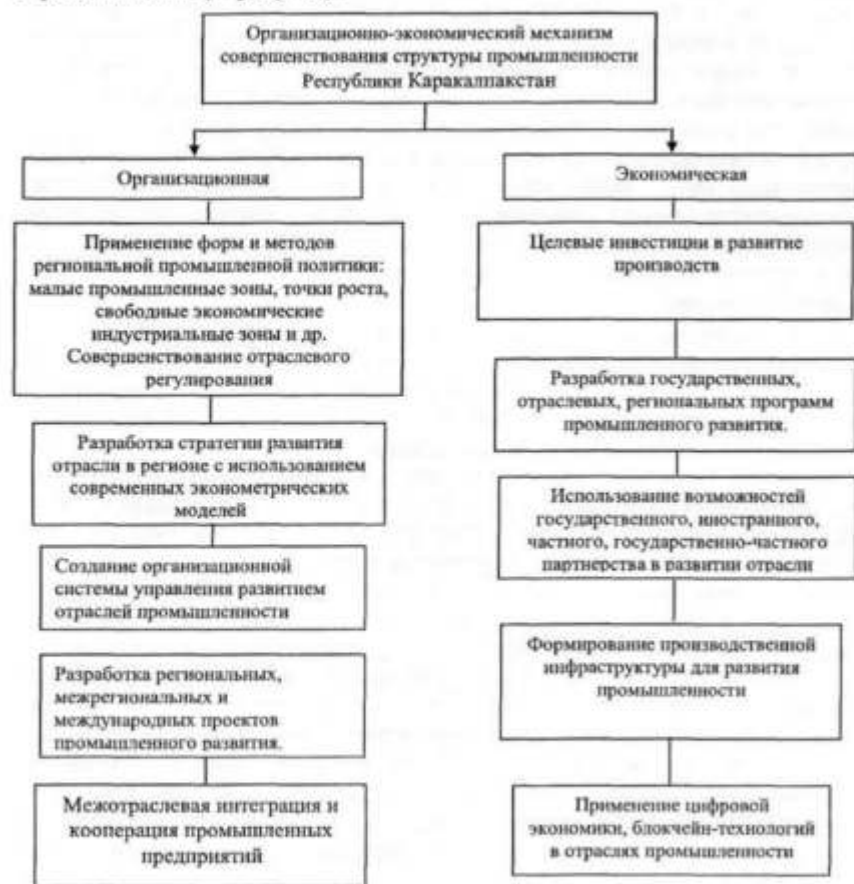 Организационно-экономический механизм
совершенствования структуры промышленности
Республики Каракалпакстан
Организационная
Применение форм и методов
региональной промышленной политики:
малые промышленные зоны, точки роста,
свободные экономические
индустриальные зоны и др.
Совершенствование отраслевого
регулирования
Разработка стратегии развития
отрасли в регионе с использованием
современных эконометрических
моделей
Создание организационной
системы управления развитием
отраслей промышленности
Разработка региональных,
межрегиональных и
международных проектов
промышленного развития.
Межотраслевая интеграция и
кооперация промышленных
предприятий
Экономическая
Целевые инвестиции в развитие
производств
Разработка государственных,
отраслевых, региональных программ
промышленного развития.
Использование возможностей
государственного, иностранного,
частного, государственно-частного
партнерства в развитии отрасли
Формирование производственной
инфраструктуры для развития
промышленности
Применение цифровой
экономики, блокчейн-технологий
в отраслях промышленности